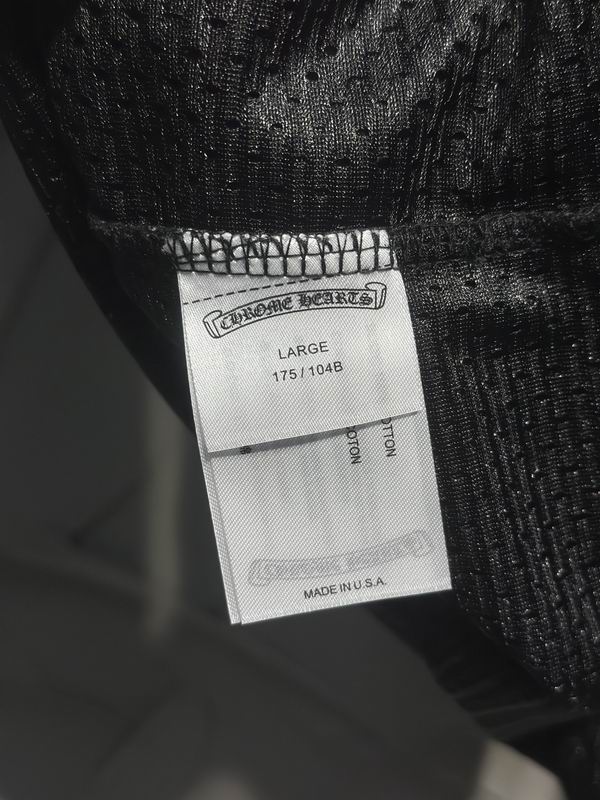 CHROME HEARTS
LARGE
175 / 104B
OTTON
OTON
MADE IN U.S.A.